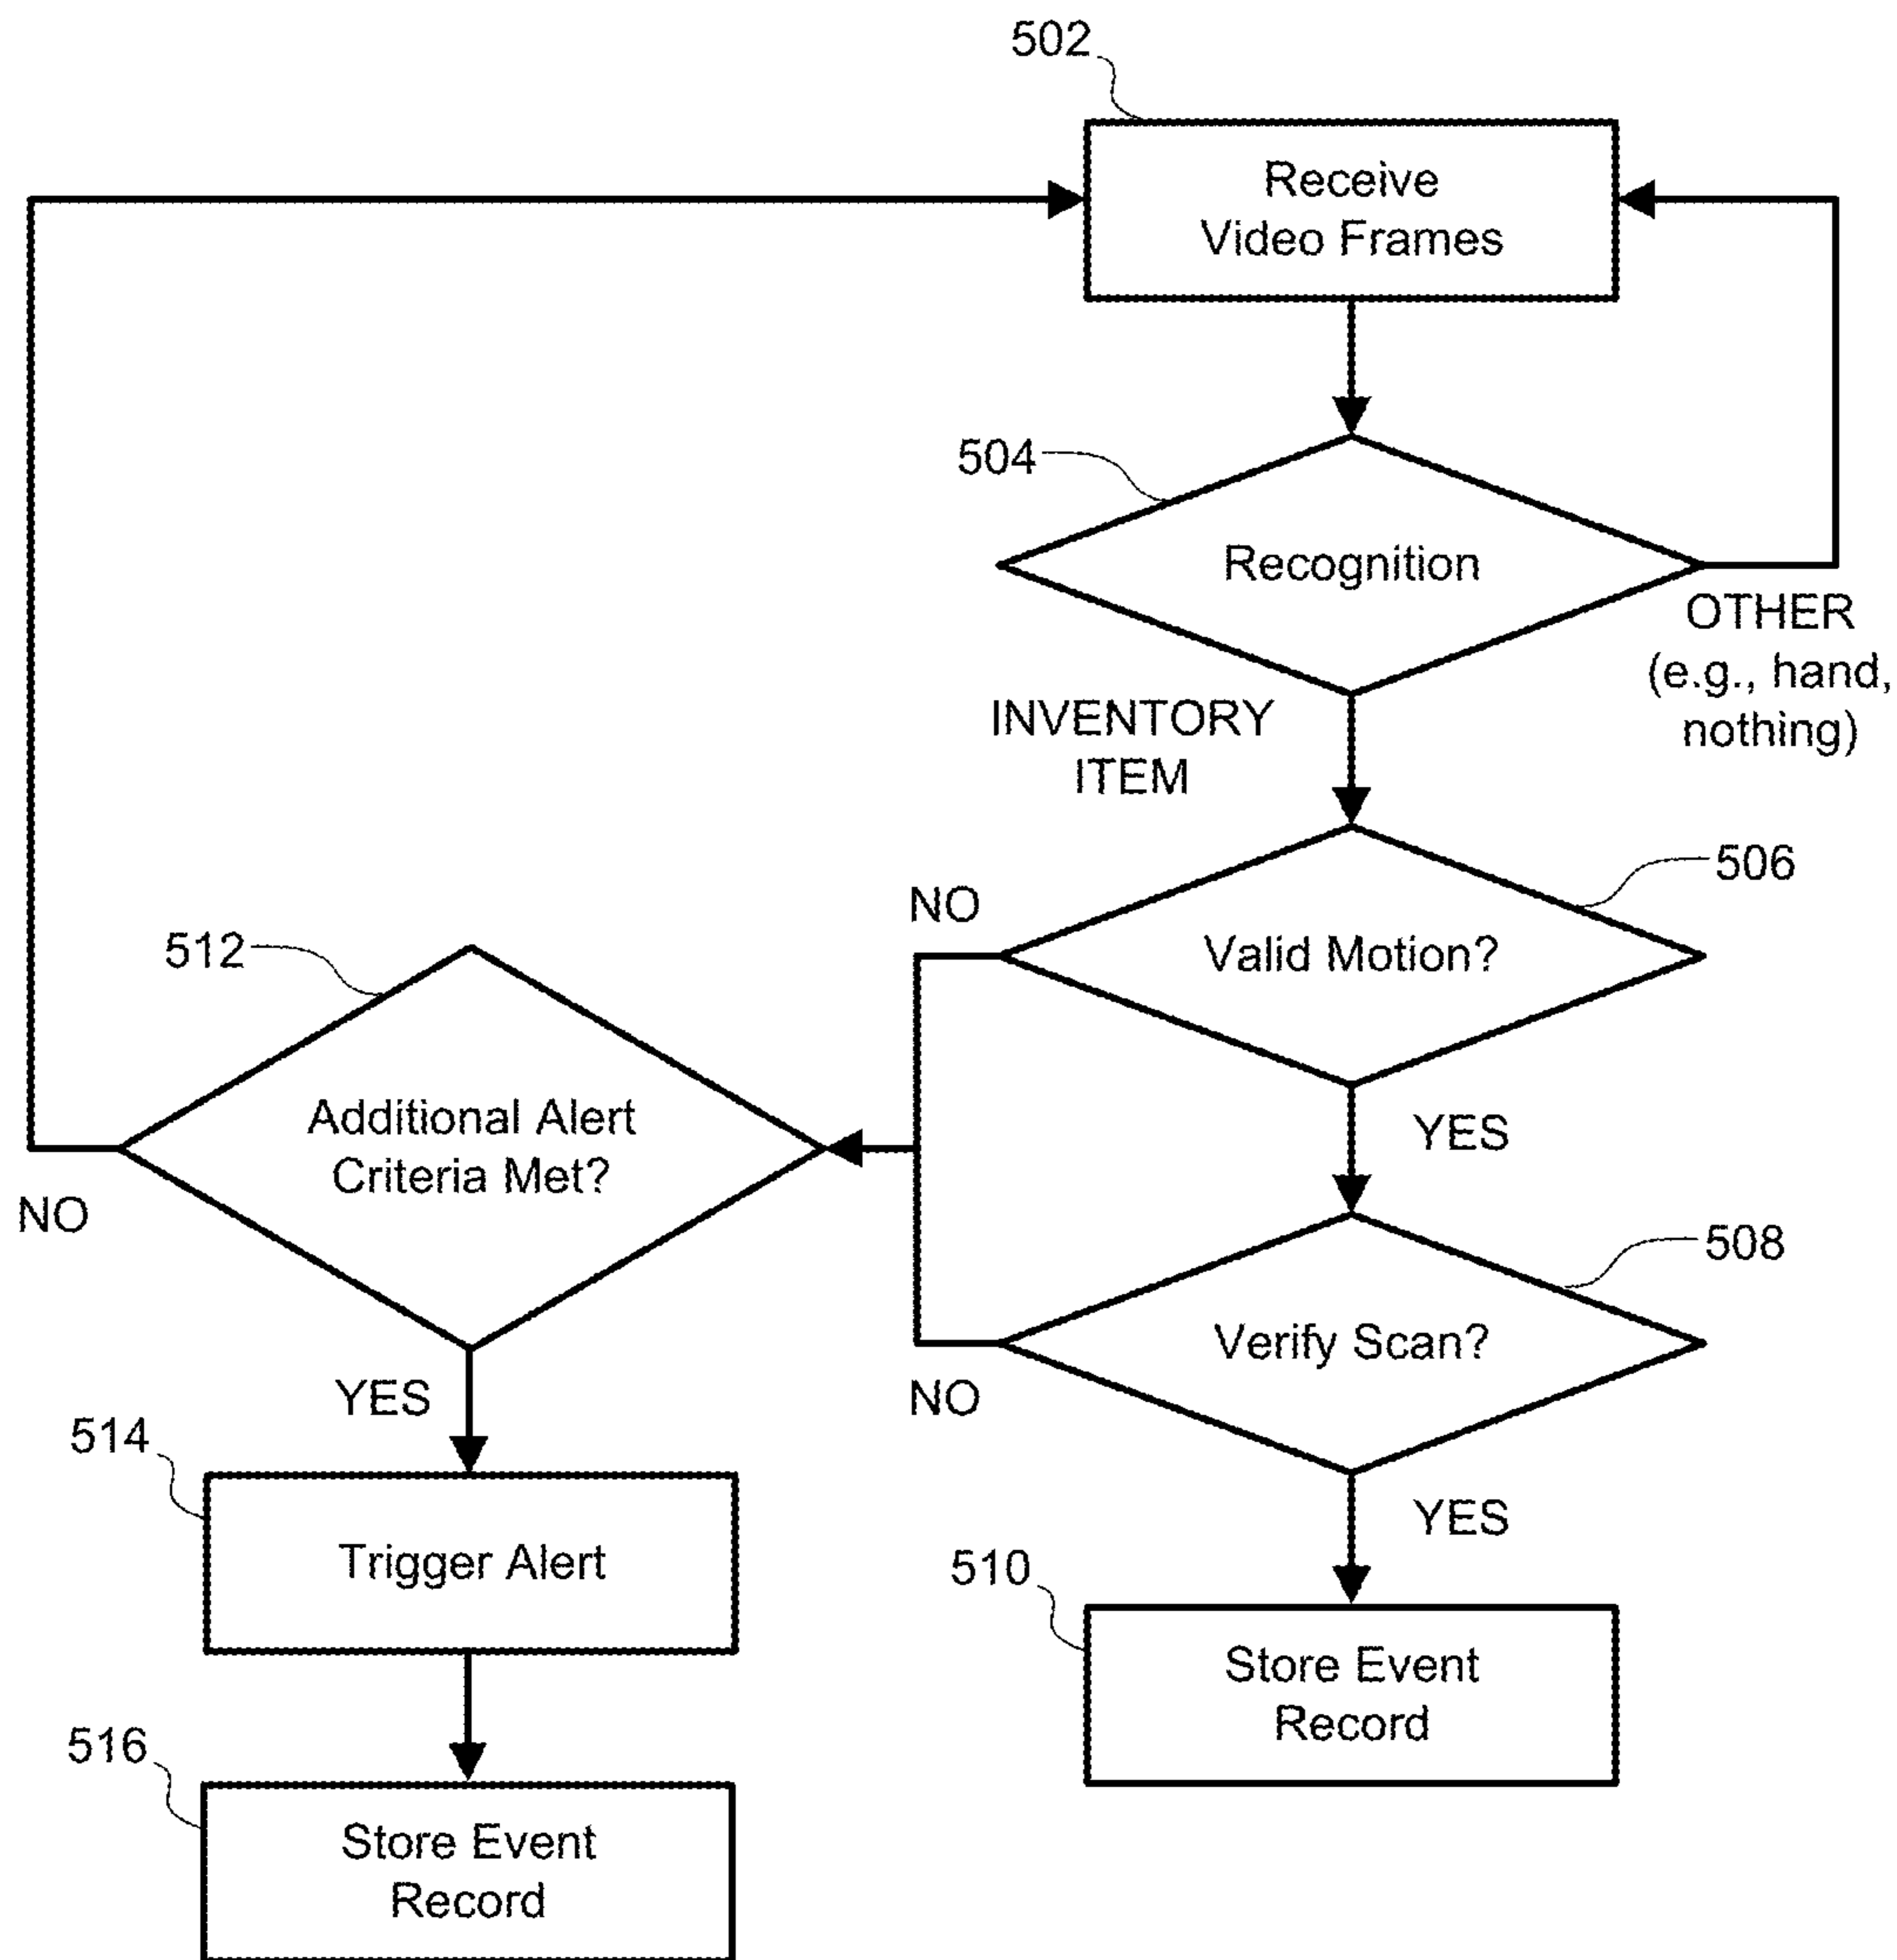 502
Receive
Video Frames
504
Recognition
OTHER
(e.g., hand,
nothing)
INVENTORY
ITEM
506
NO
Valid Motion?
512
YES
Additional Alert
Criteria Met?
NO
508
Verify Scan?
NO
YES
514
YES
Trigger Alert
510
Store Event
Record
516
Store Event
Record